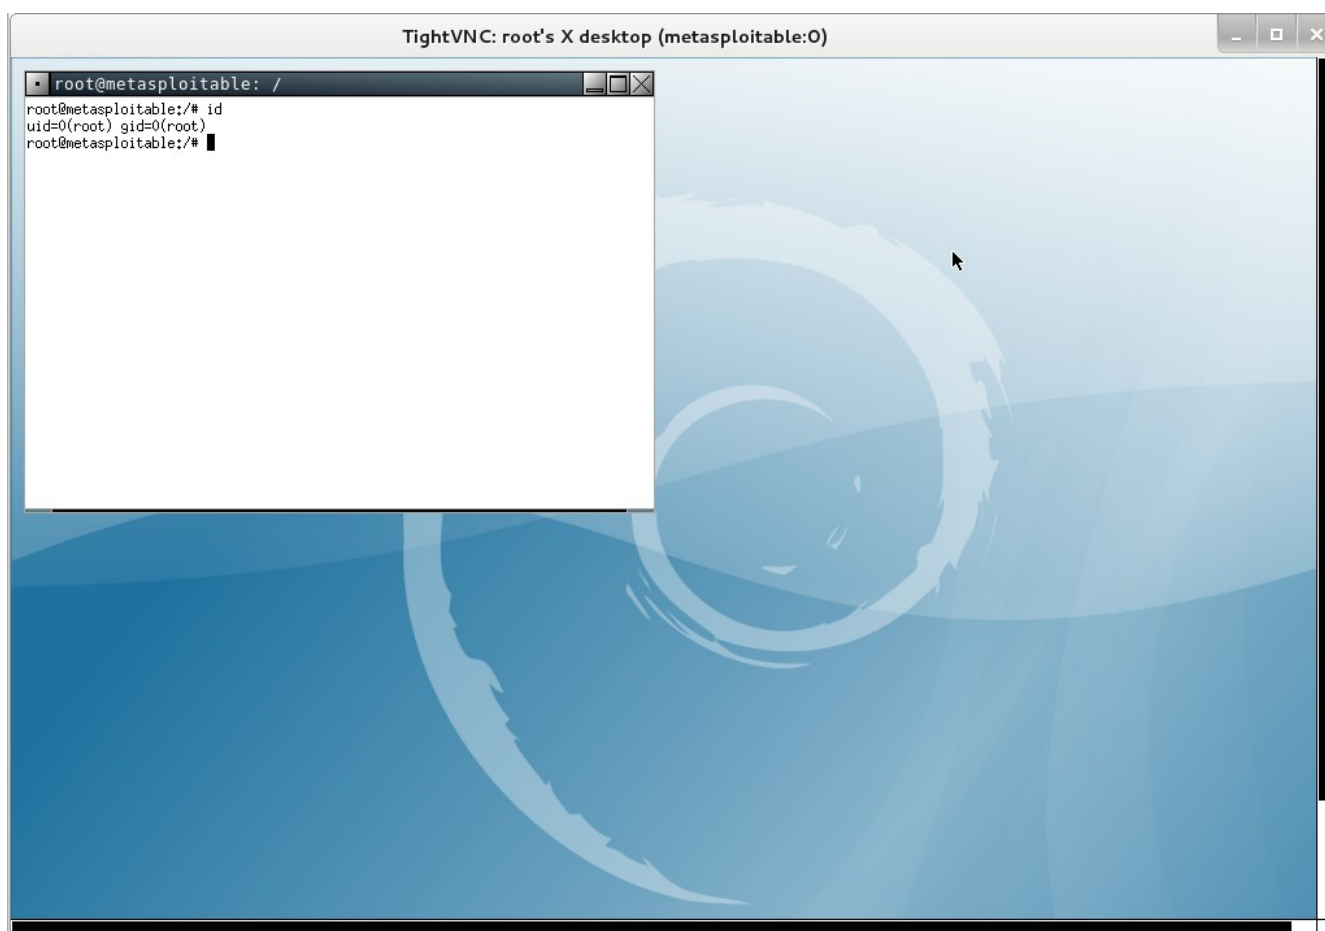 TightVNC: root's X desktop (metasploitable:0)
root@metasploitable: /
root@metasploitable:/# id
uid=0(root) gid=0(root)
root@metasploitable:/#